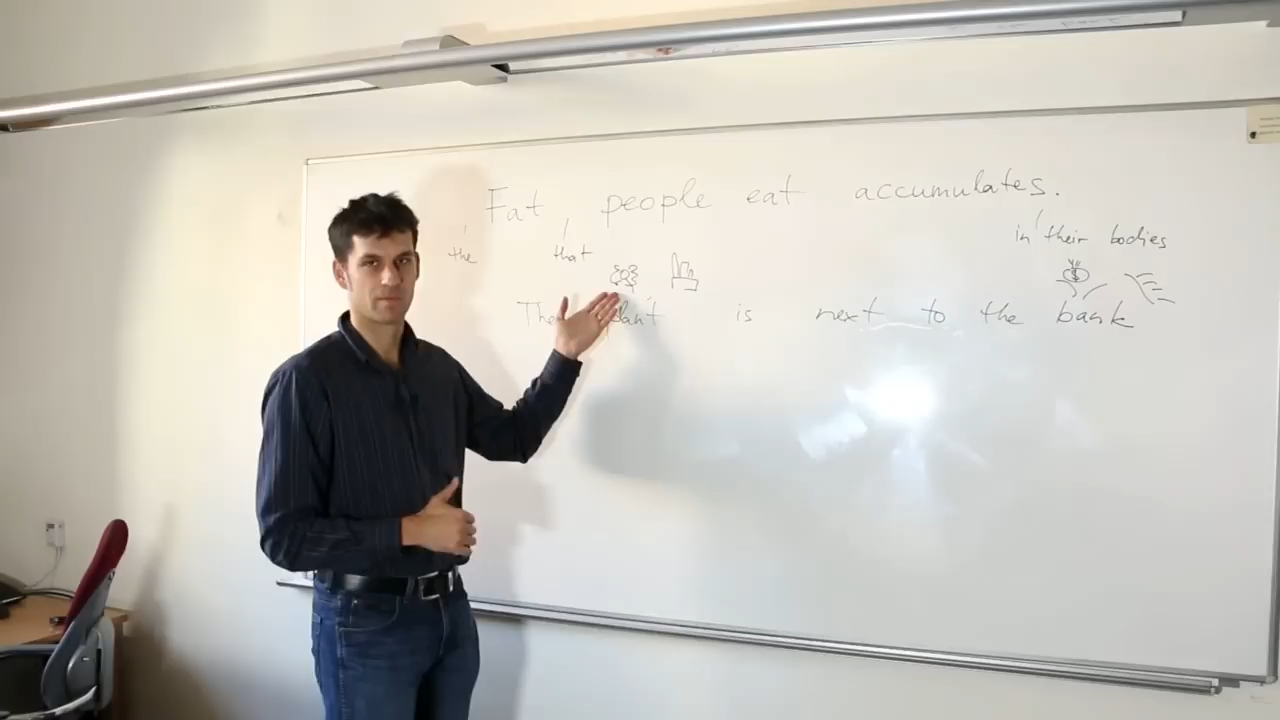 Fat, people eat accumulates.
the that in their bodies
The plant is next to the bank